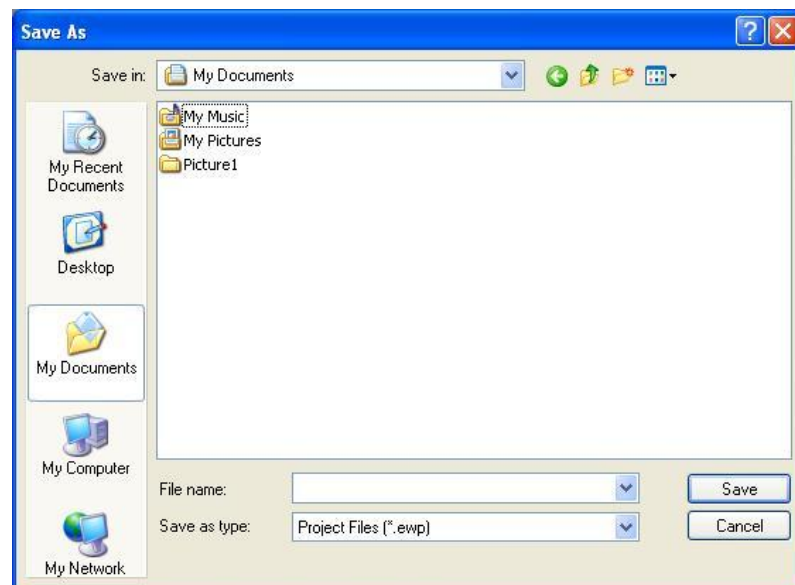 Save As
Save in:
My Documents
My Music
My Pictures
Picture1
My Recent
Documents
Desktop
My Documents
My Computer
My Network
File name:
Save
Save as type:
Project Files (*.ewp)
Cancel